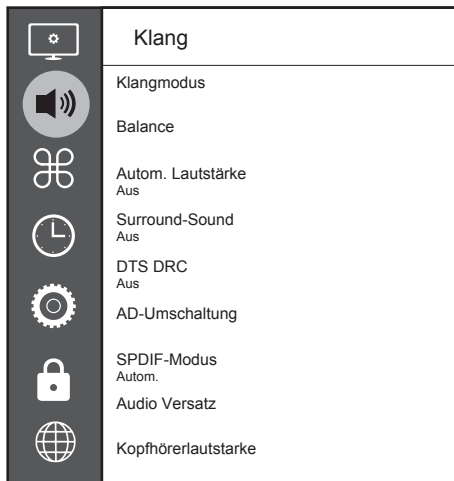 Klang
Klangmodus
Balance
Autom. Lautstärke
Aus
Surround-Sound
Aus
DTS DRC
Aus
AD-Umschaltung
SPDIF-Modus
Autom.
Audio Versatz
Kopfhörerlautstarke